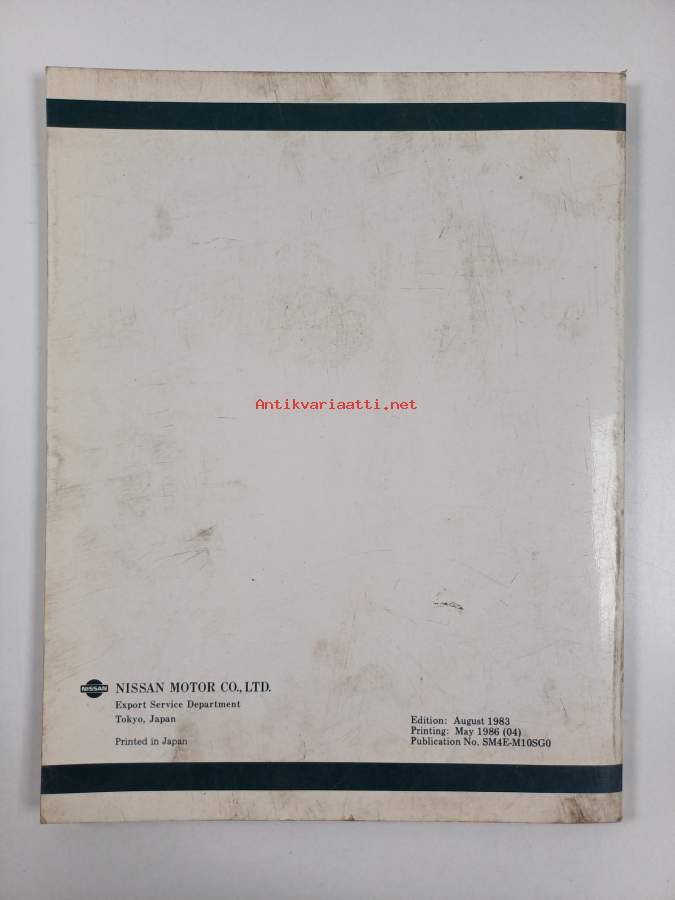 Antikvariaatti.net
NISSAN
NISSAN MOTOR CO., LTD.
Export Service Department
Tokyo, Japan
Printed in Japan
Edition: August 1983
Printing: May 1986 (04)
Publication No. SM4E-M10SG0